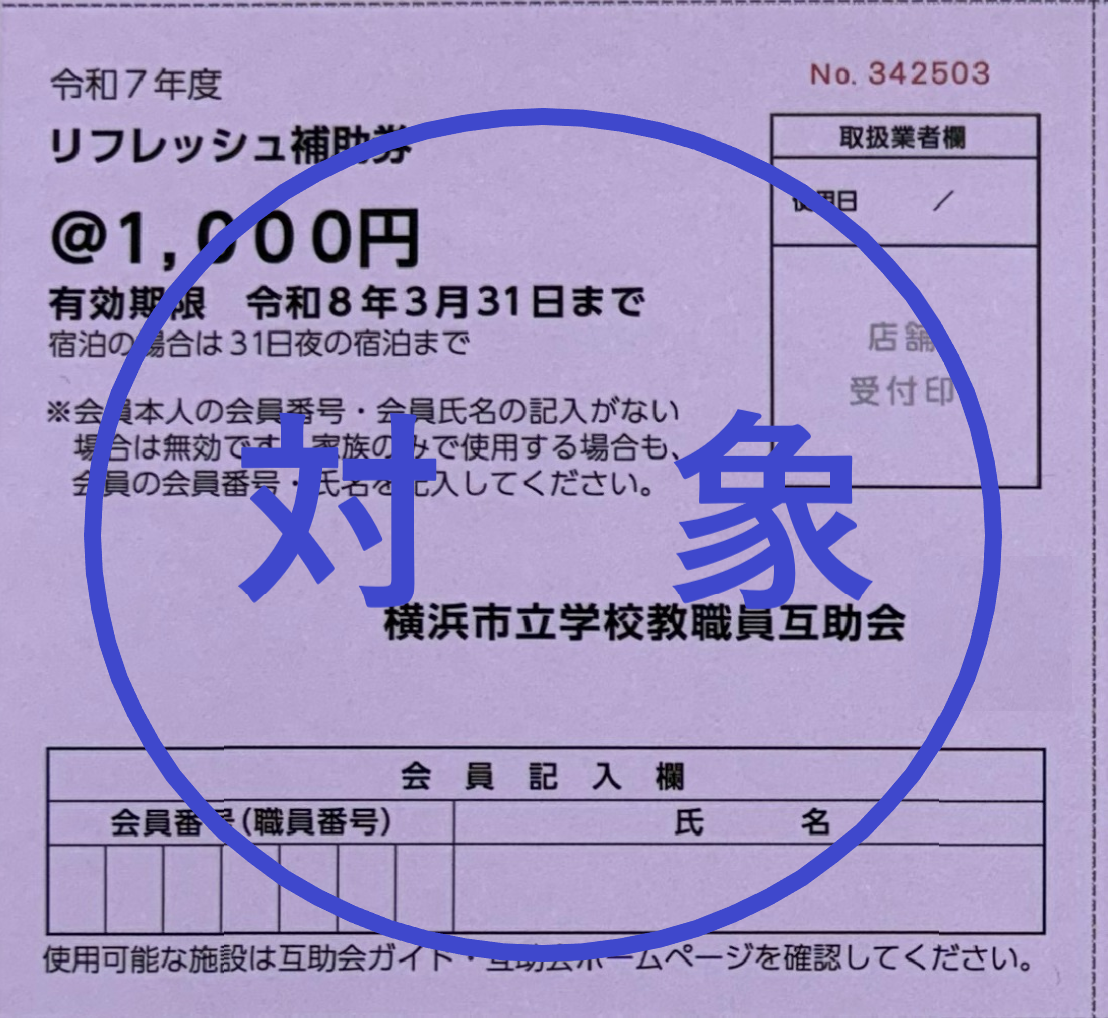 令和7年度
No. 342503
リフレッシュ補助券
取扱業者欄
@1,000円
使用日 /
有効期限 令和8年3月31日まで
宿泊の場合は31日夜の宿泊まで
店舗
受付印
※会員本人の会員番号・会員氏名の記入がない
場合は無効です。家族のみで使用する場合も、
会員の会員番号・氏名を記入してください。
対 象
横浜市立学校教職員互助会
会員記入欄
会員番号(職員番号)
氏 名
使用可能な施設は互助会ガイド・互助会ホームページを確認してください。